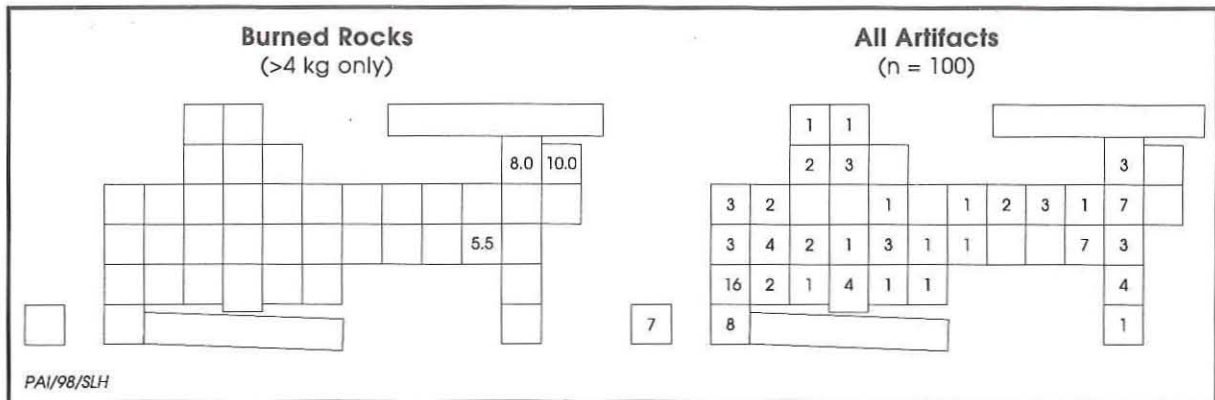 Burned Rocks
(>4 kg only)
8.0 10.0
5.5
All Artifacts
(n = 100)
1 1
2 3 3
3 2 1 1 2 3 1 7
3 4 2 1 3 1 1 7 3
16 2 1 4 1 1 4
7 8 1
PAI/98/SLH